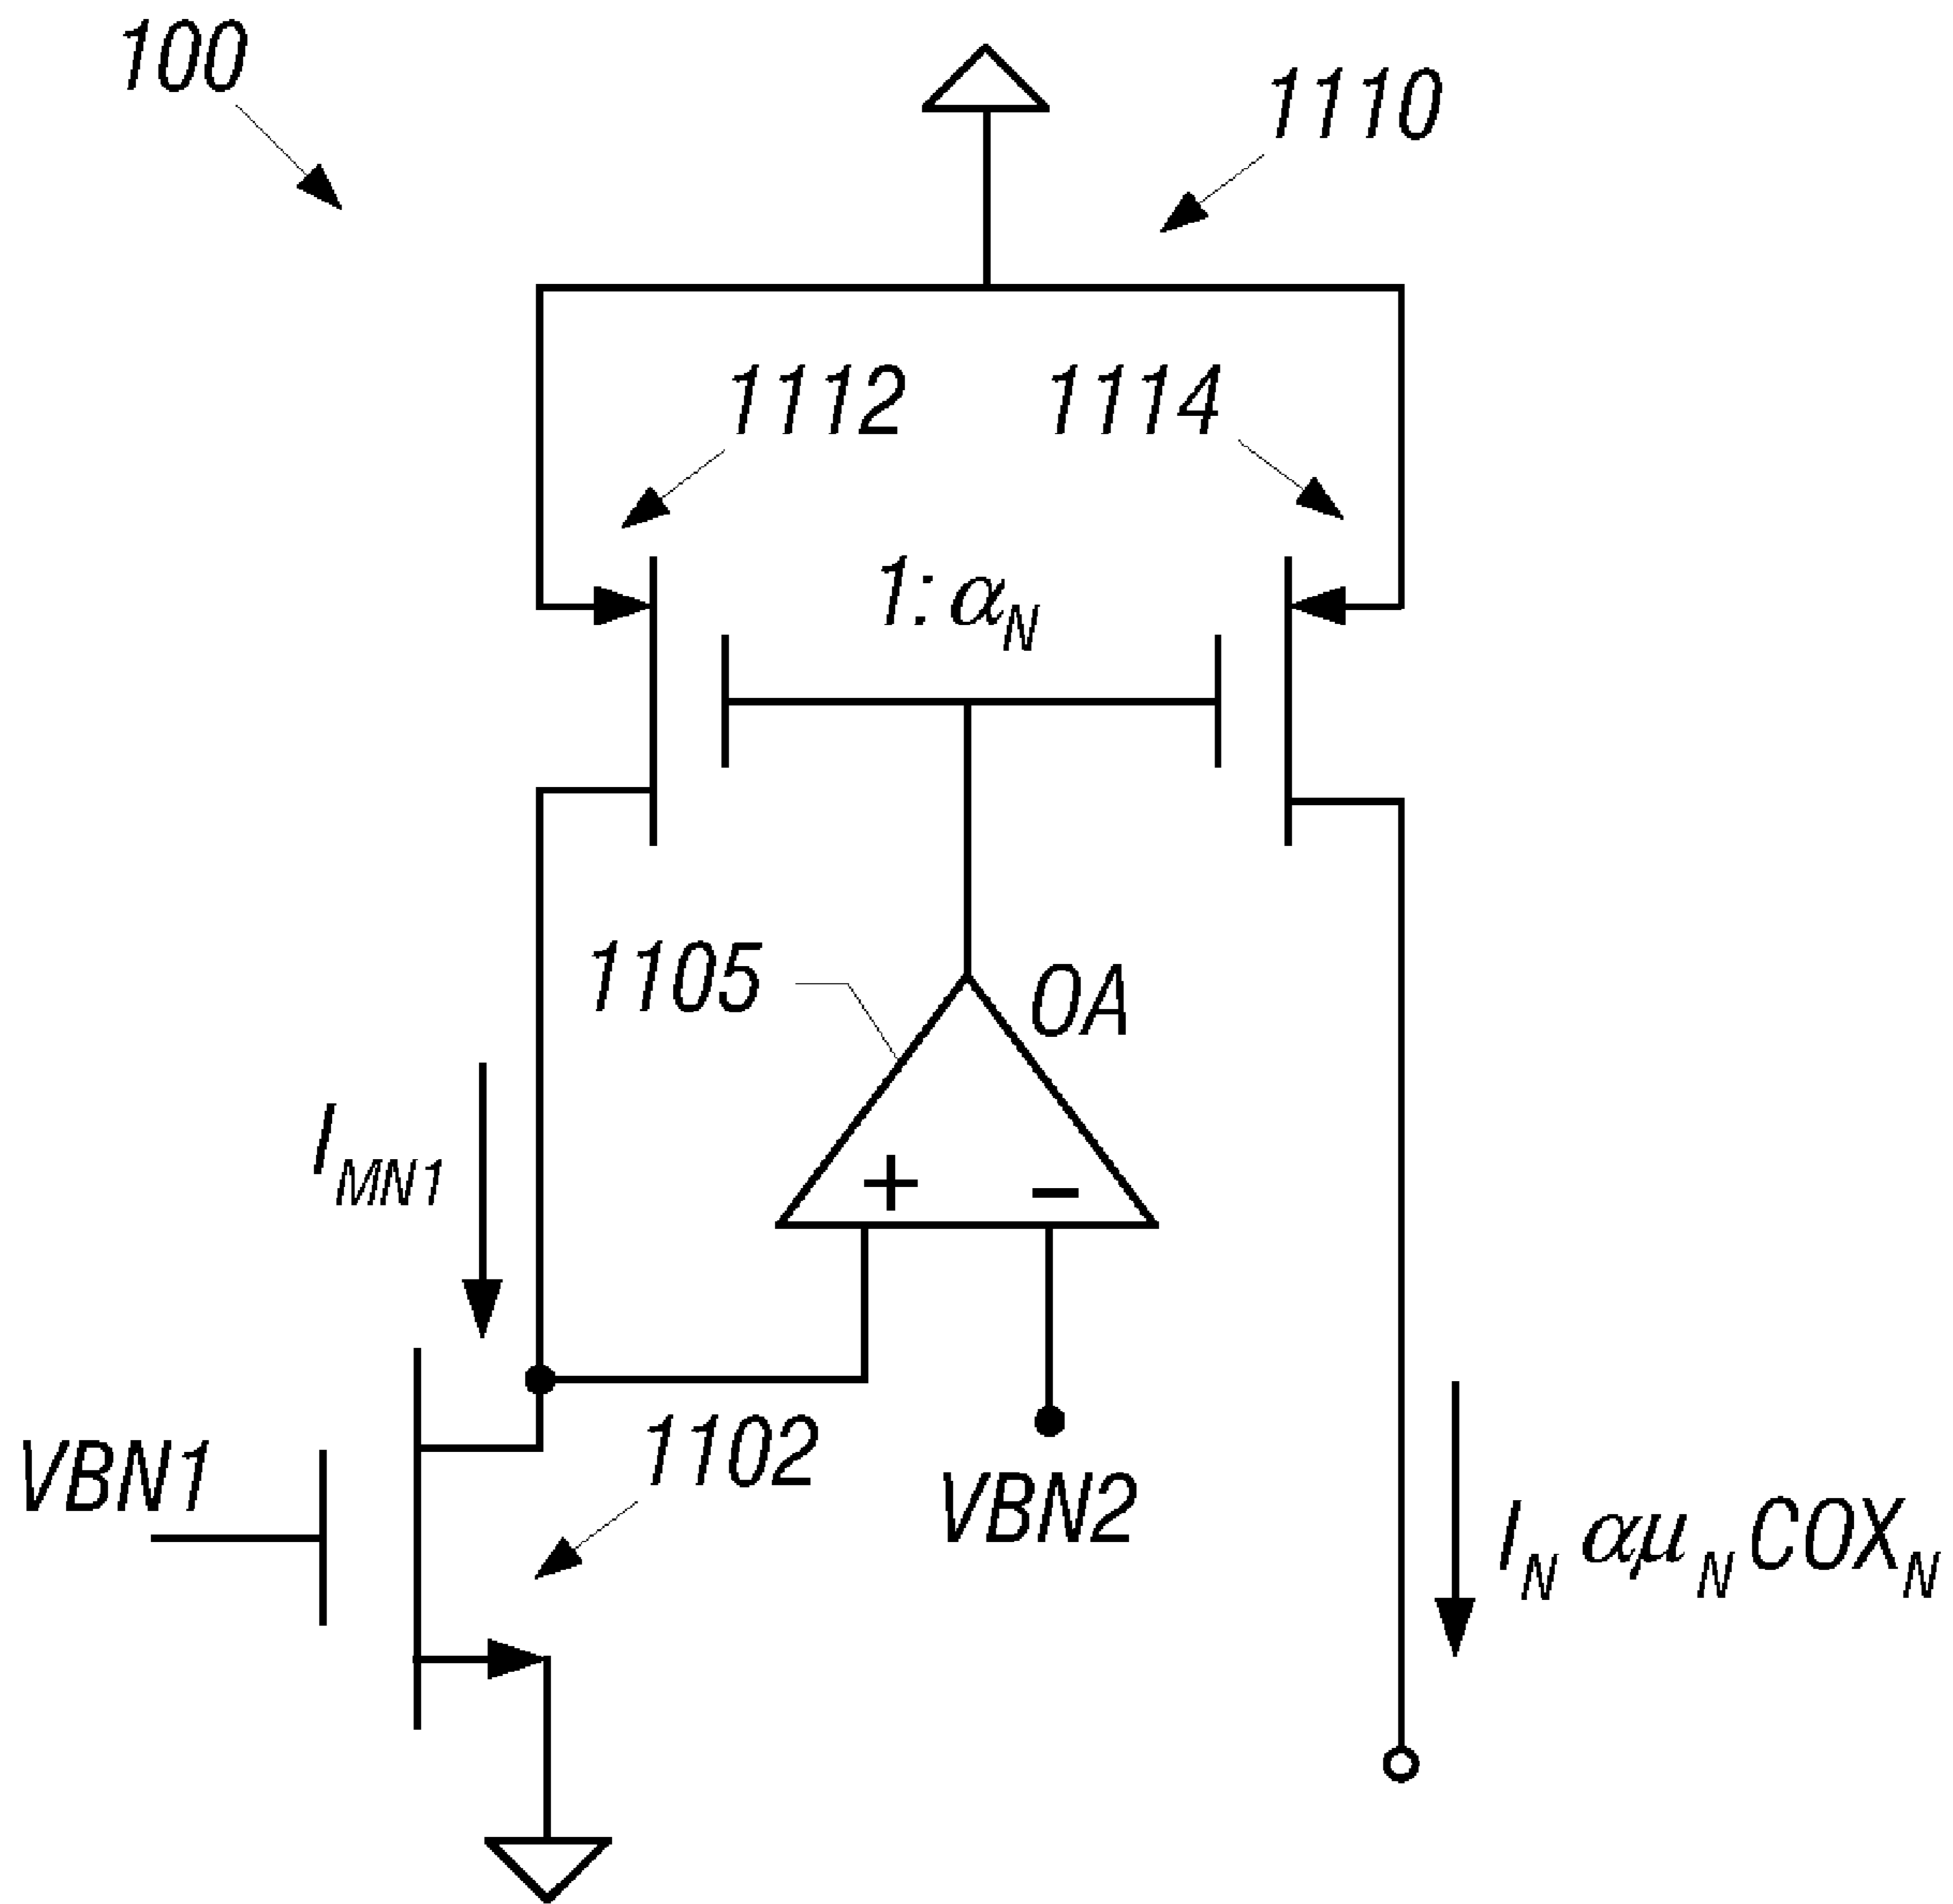 100
1110
1112
1114
1:αN
1105
OA
IMN1
+
−
VBN1
1102
VBN2
IN αμN COXN